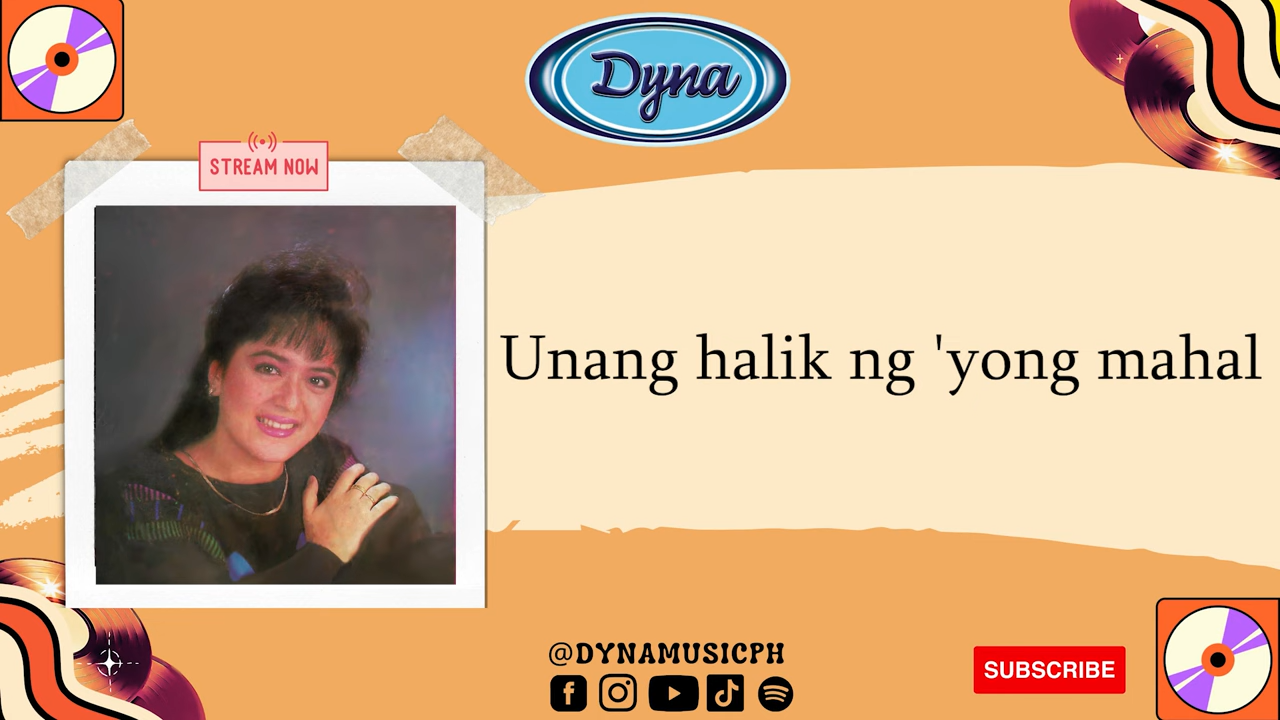 Dyna
STREAM NOW
Unang halik ng 'yong mahal
@DYNAMUSICPH
SUBSCRIBE